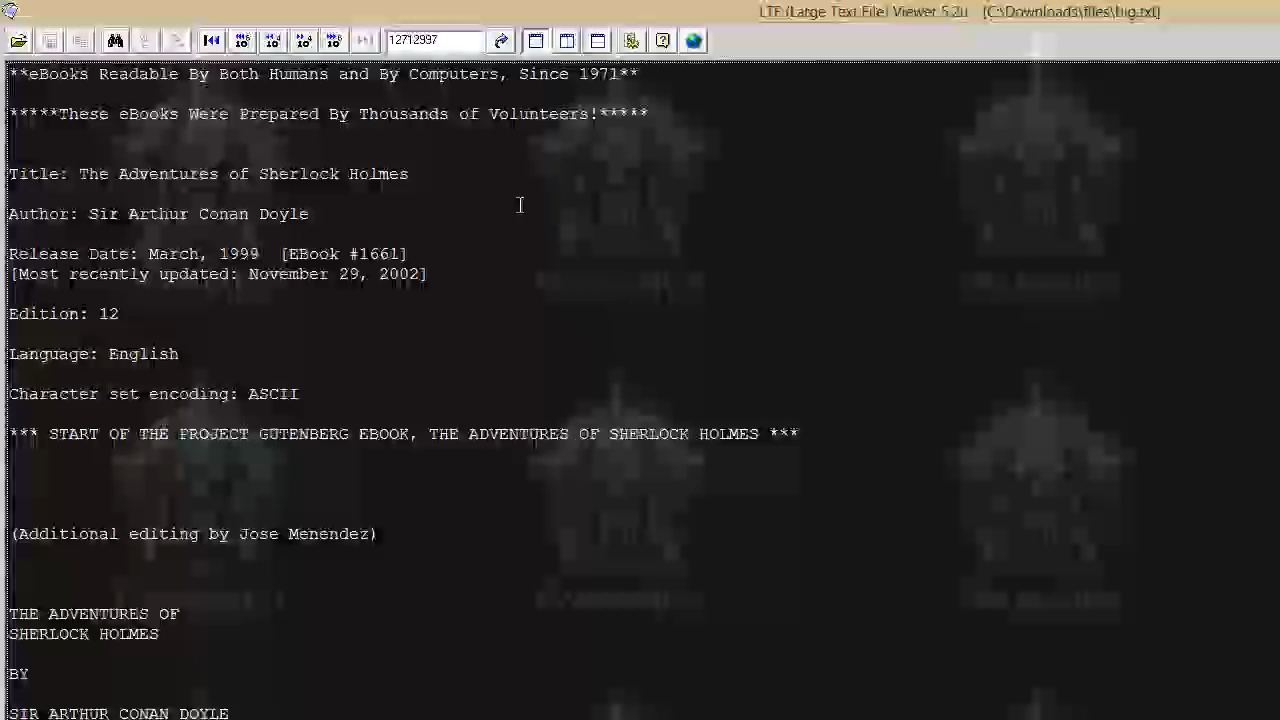 LTF (Large Text File) Viewer 5.2u [C:\Downloads\files\big.txt]
12712997
**eBooks Readable By Both Humans and By Computers, Since 1971**
*****These eBooks Were Prepared By Thousands of Volunteers!*****
Title: The Adventures of Sherlock Holmes
Author: Sir Arthur Conan Doyle
Release Date: March, 1999 [EBook #1661]
[Most recently updated: November 29, 2002]
Edition: 12
Language: English
Character set encoding: ASCII
*** START OF THE PROJECT GUTENBERG EBOOK, THE ADVENTURES OF SHERLOCK HOLMES ***
(Additional editing by Jose Menendez)
THE ADVENTURES OF
SHERLOCK HOLMES
BY
SIR ARTHUR CONAN DOYLE